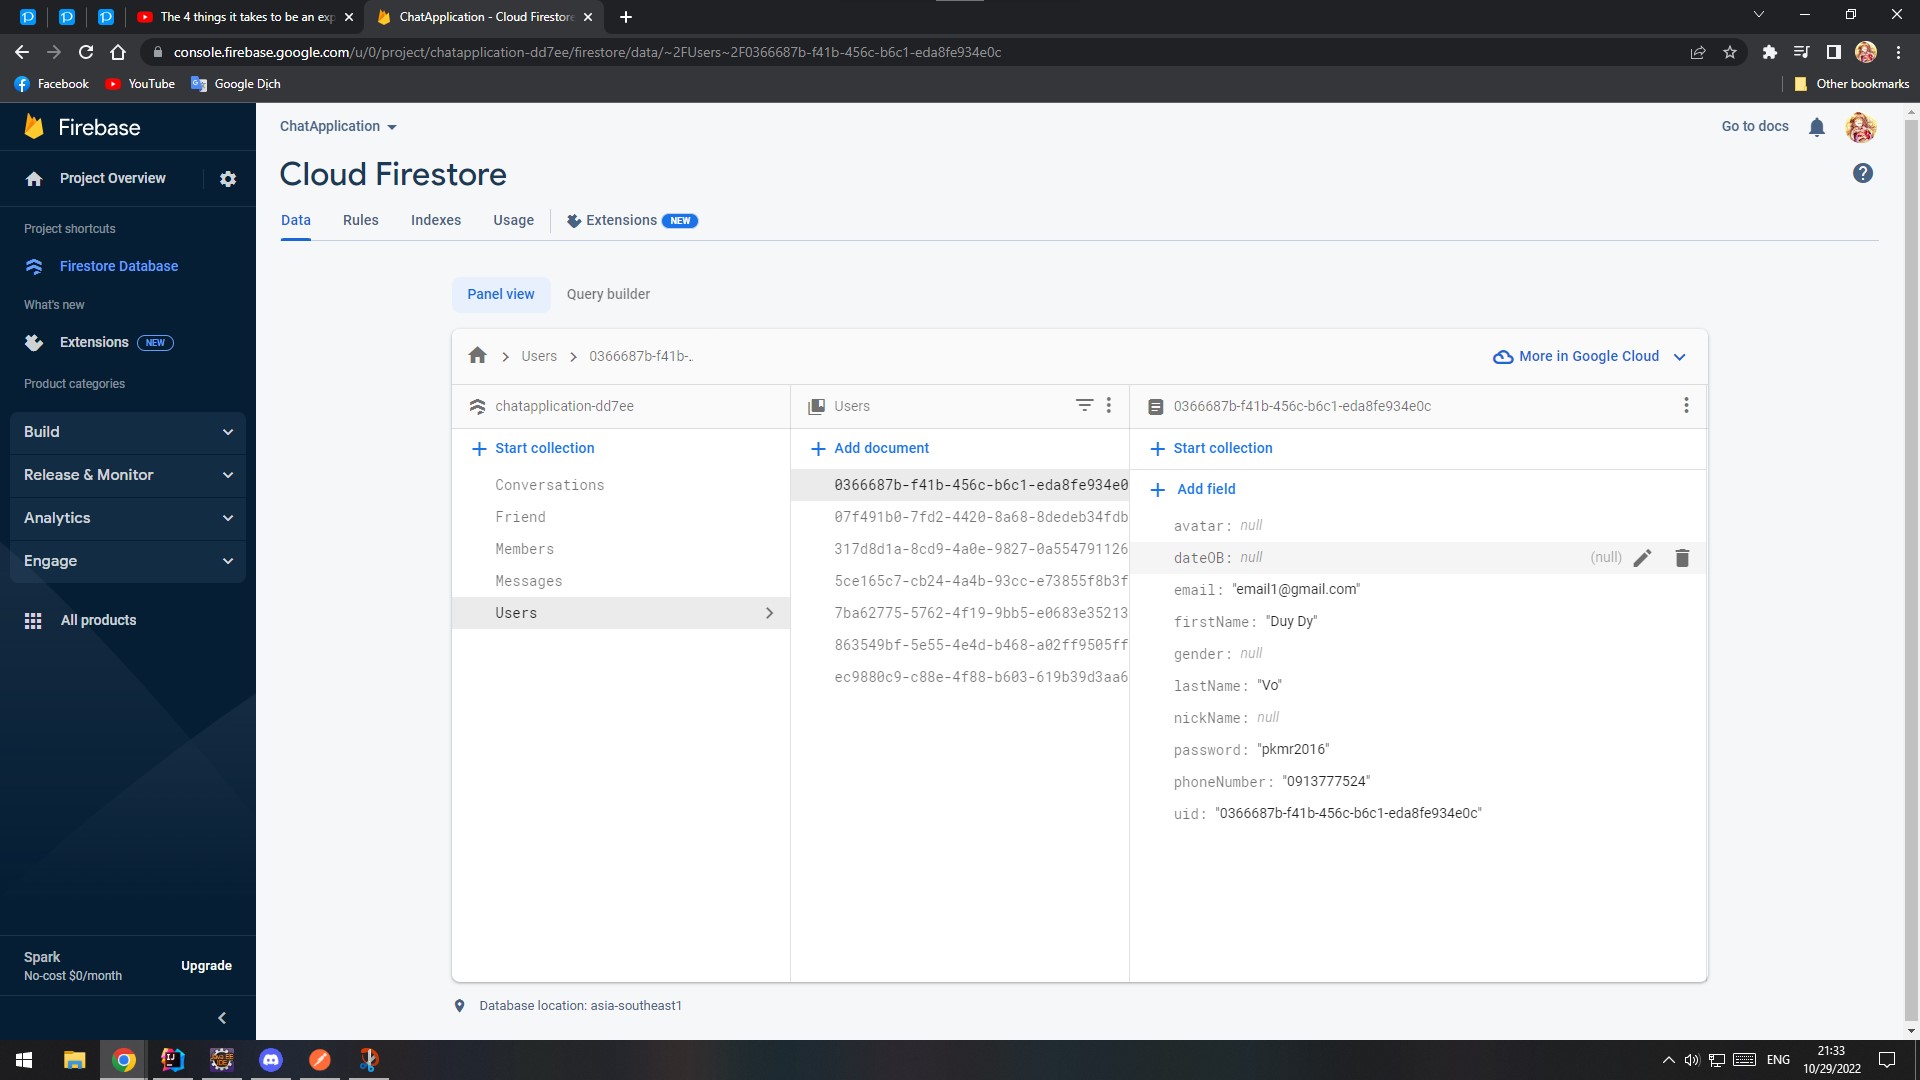 The 4 things it takes to be an exp
ChatApplication - Cloud Firestore
console.firebase.google.com/u/0/project/chatapplication-dd7ee/firestore/data/~2FUsers~2F0366687b-f41b-456c-b6c1-eda8fe934e0c
Facebook
YouTube
Google Dịch
Other bookmarks
Firebase
ChatApplication
Go to docs
Project Overview
Cloud Firestore
Data
Rules
Indexes
Usage
Extensions NEW
Project shortcuts
Firestore Database
What's new
Extensions NEW
Product categories
Build
Release & Monitor
Analytics
Engage
All products
Spark
No-cost $0/month
Upgrade
Panel view
Query builder
Users
0366687b-f41b-..
More in Google Cloud
chatapplication-dd7ee
Start collection
Conversations
Friend
Members
Messages
Users
Users
Add document
0366687b-f41b-456c-b6c1-eda8fe934e0
07f491b0-7fd2-4420-8a68-8dedeb34fdb
317d8d1a-8cd9-4a0e-9827-0a554791126
5ce165c7-cb24-4a4b-93cc-e73855f8b3f
7ba62775-5762-4f19-9bb5-e0683e35213
863549bf-5e55-4e4d-b468-a02ff9505ff
ec9880c9-c88e-4f88-b603-619b39d3aa6
0366687b-f41b-456c-b6c1-eda8fe934e0c
Start collection
Add field
avatar: null
dateOB: null (null)
email: "email1@gmail.com"
firstName: "Duy Dy"
gender: null
lastName: "Vo"
nickName: null
password: "pkmr2016"
phoneNumber: "0913777524"
uid: "0366687b-f41b-456c-b6c1-eda8fe934e0c"
Database location: asia-southeast1
ENG
21:33
10/29/2022